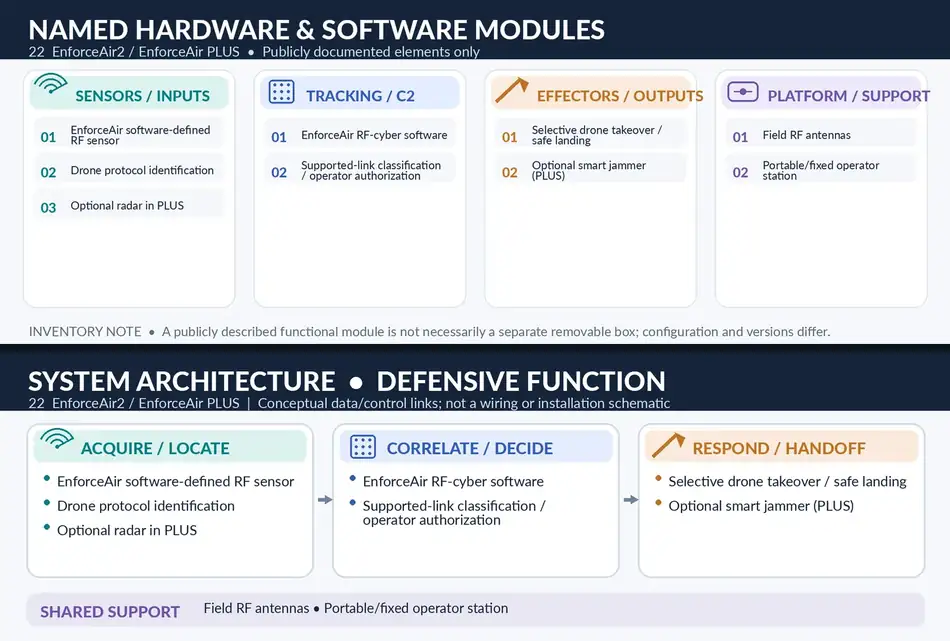 NAMED HARDWARE & SOFTWARE MODULES
22 EnforceAir2 / EnforceAir PLUS • Publicly documented elements only
SENSORS / INPUTS
01 EnforceAir software-defined
RF sensor
02 Drone protocol identification
03 Optional radar in PLUS
TRACKING / C2
01 EnforceAir RF-cyber software
02 Supported-link classification
/ operator authorization
EFFECTORS / OUTPUTS
01 Selective drone takeover /
safe landing
02 Optional smart jammer
(PLUS)
PLATFORM / SUPPORT
01 Field RF antennas
02 Portable/fixed operator
station
INVENTORY NOTE • A publicly described functional module is not necessarily a separate removable box; configuration and versions differ.
SYSTEM ARCHITECTURE • DEFENSIVE FUNCTION
22 EnforceAir2 / EnforceAir PLUS | Conceptual data/control links; not a wiring or installation schematic
ACQUIRE / LOCATE
• EnforceAir software-defined RF sensor
• Drone protocol identification
• Optional radar in PLUS
CORRELATE / DECIDE
• EnforceAir RF-cyber software
• Supported-link classification /
operator authorization
RESPOND / HANDOFF
• Selective drone takeover / safe landing
• Optional smart jammer (PLUS)
SHARED SUPPORT
Field RF antennas • Portable/fixed operator station